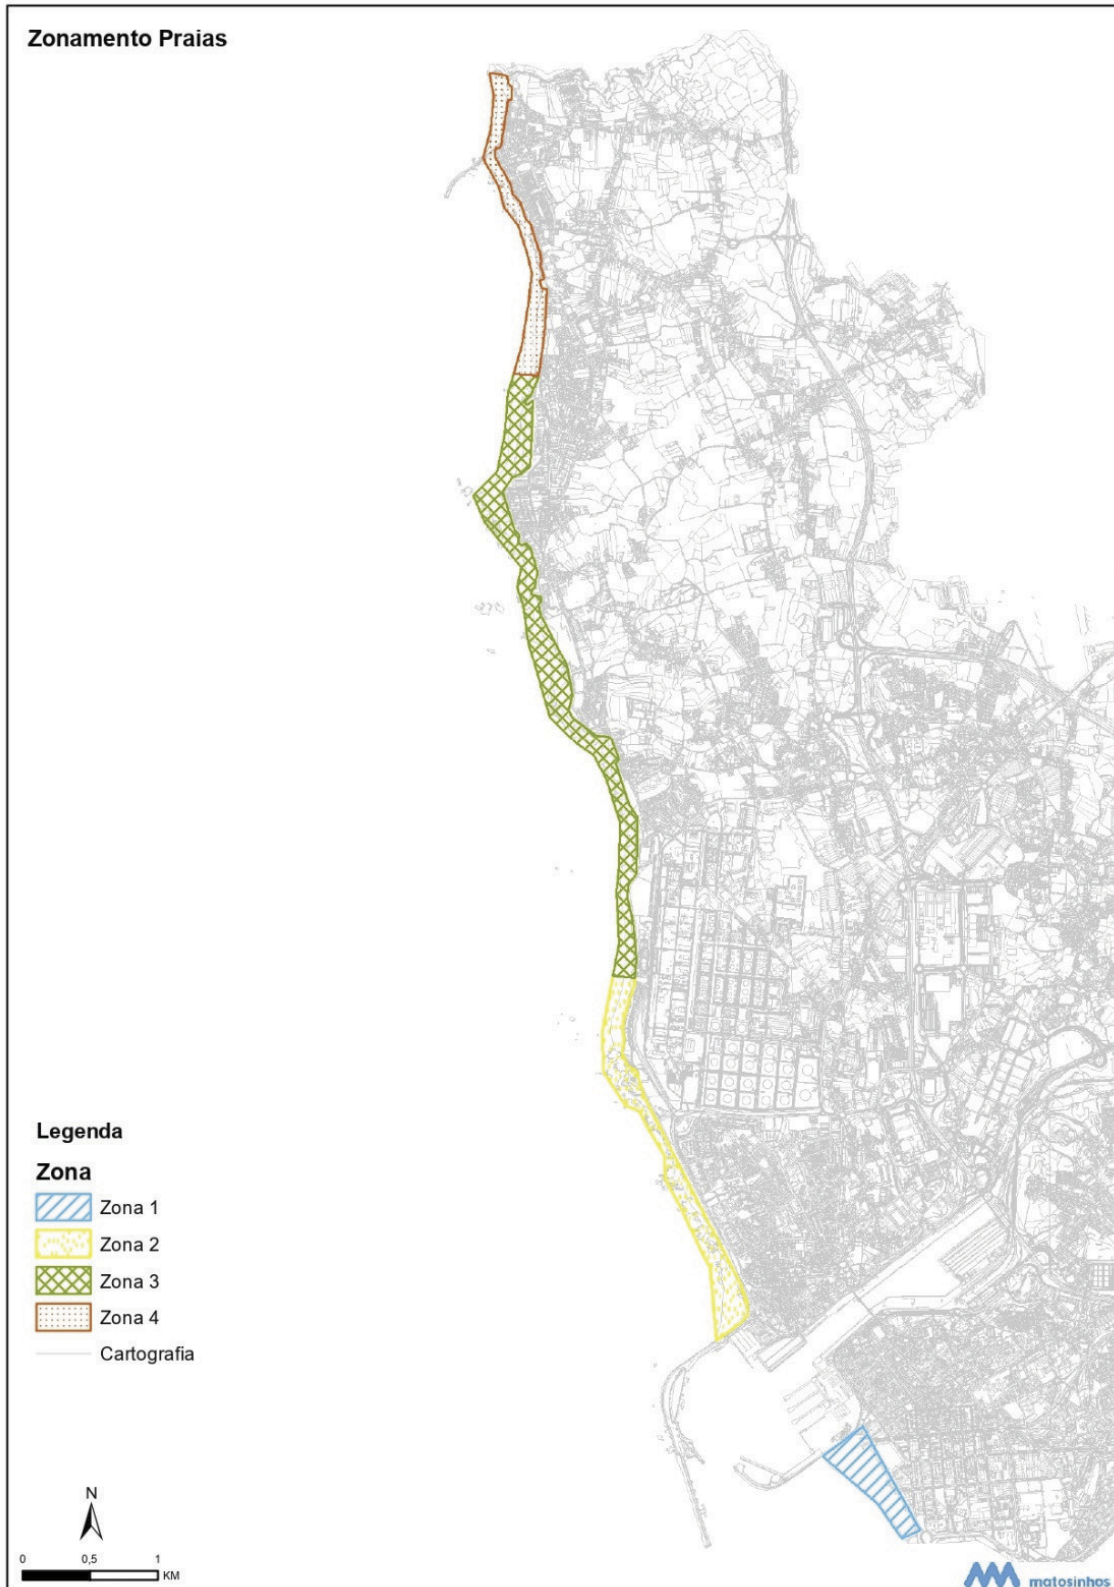 Zonamento Praias
Legenda
Zona
Zona 1
Zona 2
Zona 3
Zona 4
Cartografia
N
0 0,5 1
KM
matosinhos